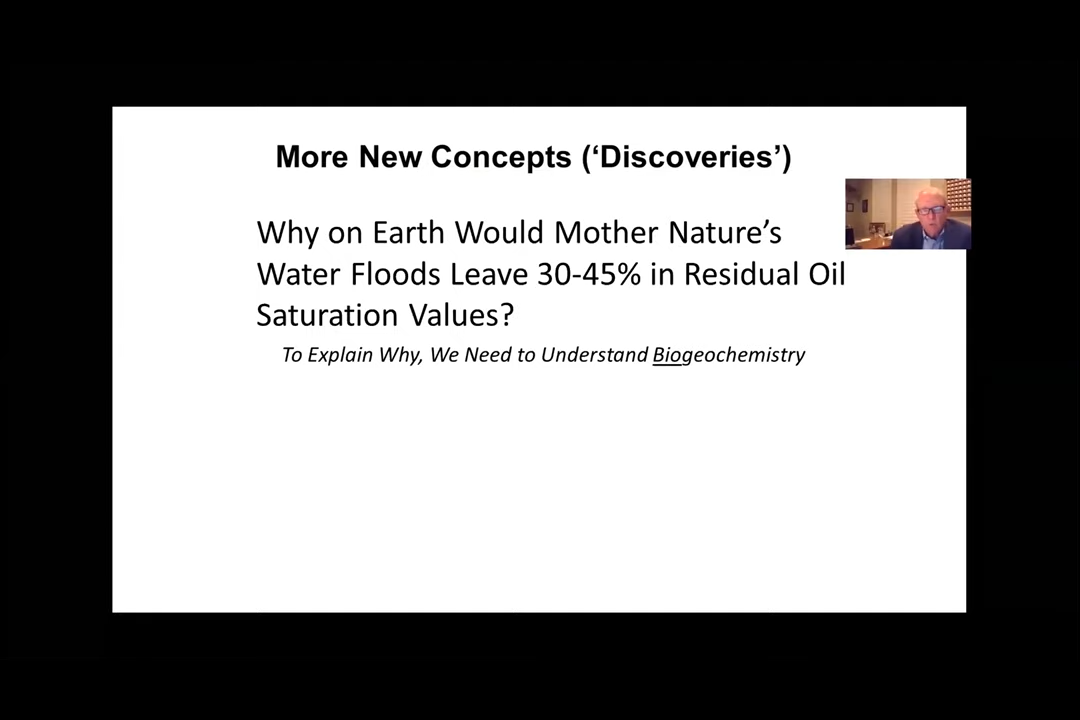 More New Concepts (‘Discoveries’)
Why on Earth Would Mother Nature’s
Water Floods Leave 30-45% in Residual Oil
Saturation Values?
To Explain Why, We Need to Understand Biogeochemistry